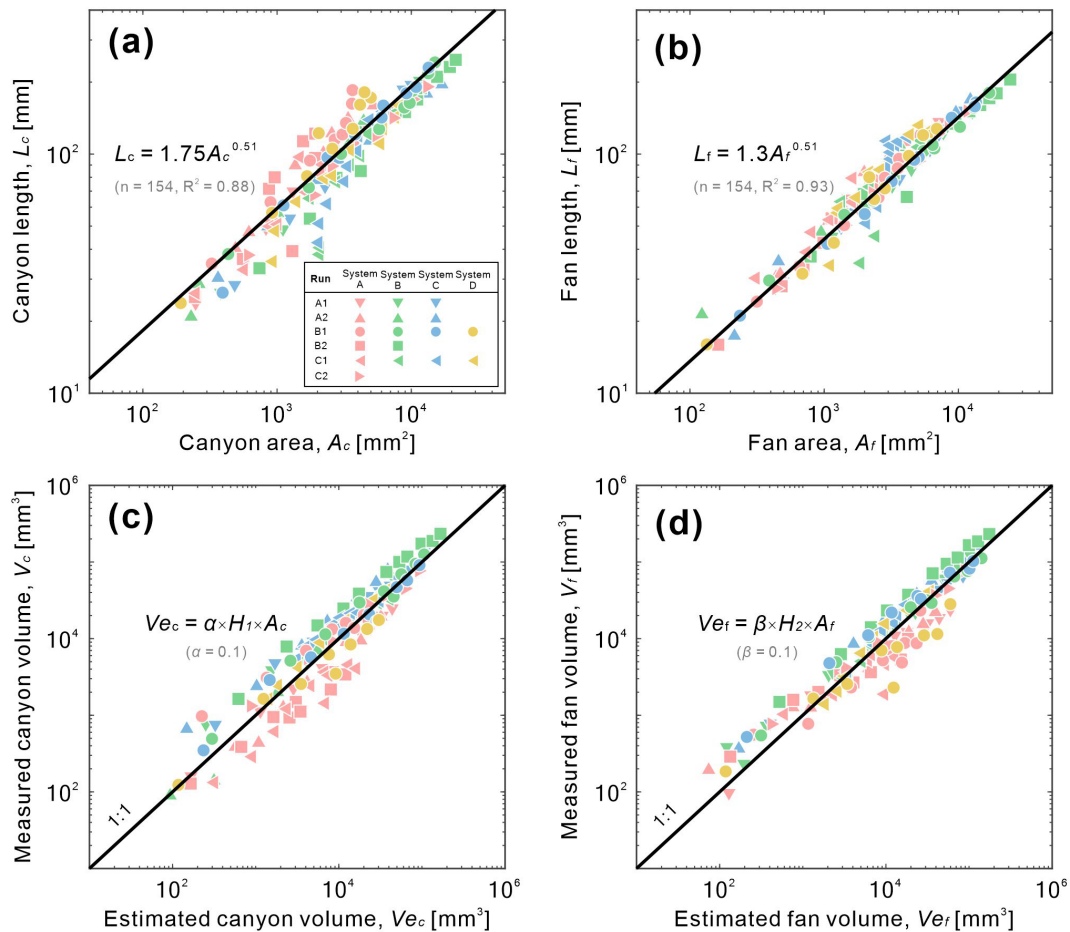 (a)
Canyon length, Lc [mm]
10²
10¹
Lc = 1.75Ac^0.51
(n = 154, R² = 0.88)
Run System A System B System C System D
A1
A2
B1
B2
C1
C2
10² 10³ 10⁴
Canyon area, Ac [mm²]
(b)
Fan length, Lf [mm]
10²
10¹
Lf = 1.3Af^0.51
(n = 154, R² = 0.93)
10² 10³ 10⁴
Fan area, Af [mm²]
(c)
Measured canyon volume, Vc [mm³]
10⁶
10⁴
10²
Vec = α×H1×Ac
(α = 0.1)
1:1
10² 10⁴ 10⁶
Estimated canyon volume, Vec [mm³]
(d)
Measured fan volume, Vf [mm³]
10⁶
10⁴
10²
Vef = β×H2×Af
(β = 0.1)
1:1
10² 10⁴ 10⁶
Estimated fan volume, Vef [mm³]